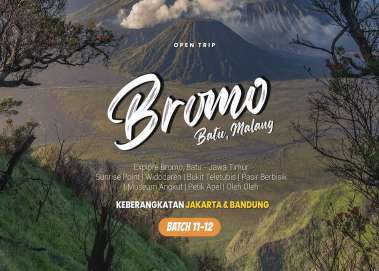 OPEN TRIP
Bromo
Batu, Malang
Explore Bromo, Batu - Jawa Timur
Sunrise Point | Widocaren | Bukit Teletubis | Pasir Berbisik
| Museum Angkut | Petik Apel | Oleh Oleh
KEBERANGKATAN JAKARTA & BANDUNG
BATCH 11-12